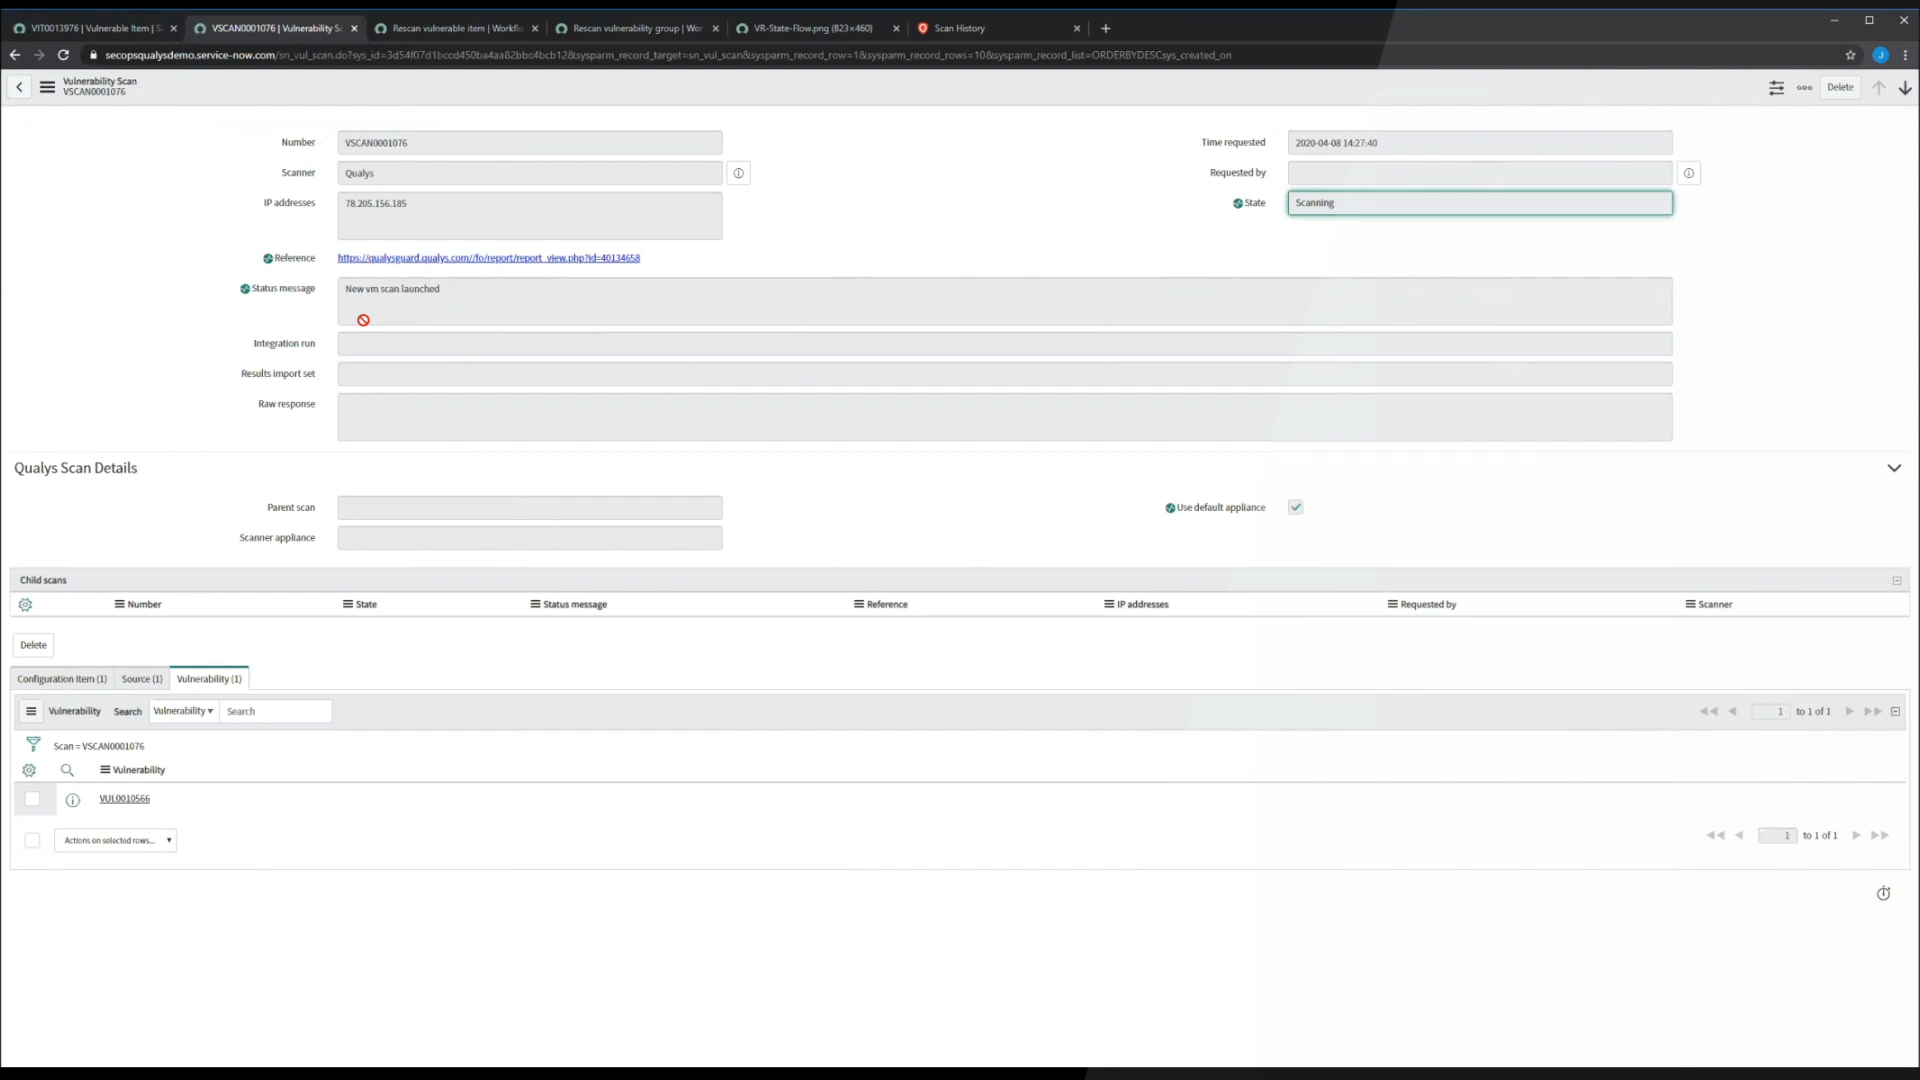 VIT0013976 | Vulnerable Item | S
VSCAN0001076 | Vulnerability Sc
Rescan vulnerable item | Workflo
Rescan vulnerability group | Wor
VR-State-Flow.png (823×460)
Scan History
secopsqualysdemo.service-now.com/sn_vul_scan.do?sys_id=3d54f07d1bccd450ba4aa82bbc4bcb12&sysparm_record_target=sn_vul_scan&sysparm_record_row=1&sysparm_record_rows=10&sysparm_record_list=ORDERBYDESCsys_created_on
J
Vulnerability Scan
VSCAN0001076
Delete
Number
VSCAN0001076
Time requested
2020-04-08 14:27:40
Scanner
Qualys
Requested by
IP addresses
78.205.156.185
State
Scanning
Reference
https://qualysguard.qualys.com//fo/report/report_view.php?id=40134658
Status message
New vm scan launched
Integration run
Results import set
Raw response
Qualys Scan Details
Parent scan
Use default appliance
Scanner appliance
Child scans
Number
State
Status message
Reference
IP addresses
Requested by
Scanner
Delete
Configuration Item (1)
Source (1)
Vulnerability (1)
Vulnerability
Search
Vulnerability
Search
1
to 1 of 1
Scan = VSCAN0001076
Vulnerability
VUL0010566
Actions on selected rows...
1
to 1 of 1